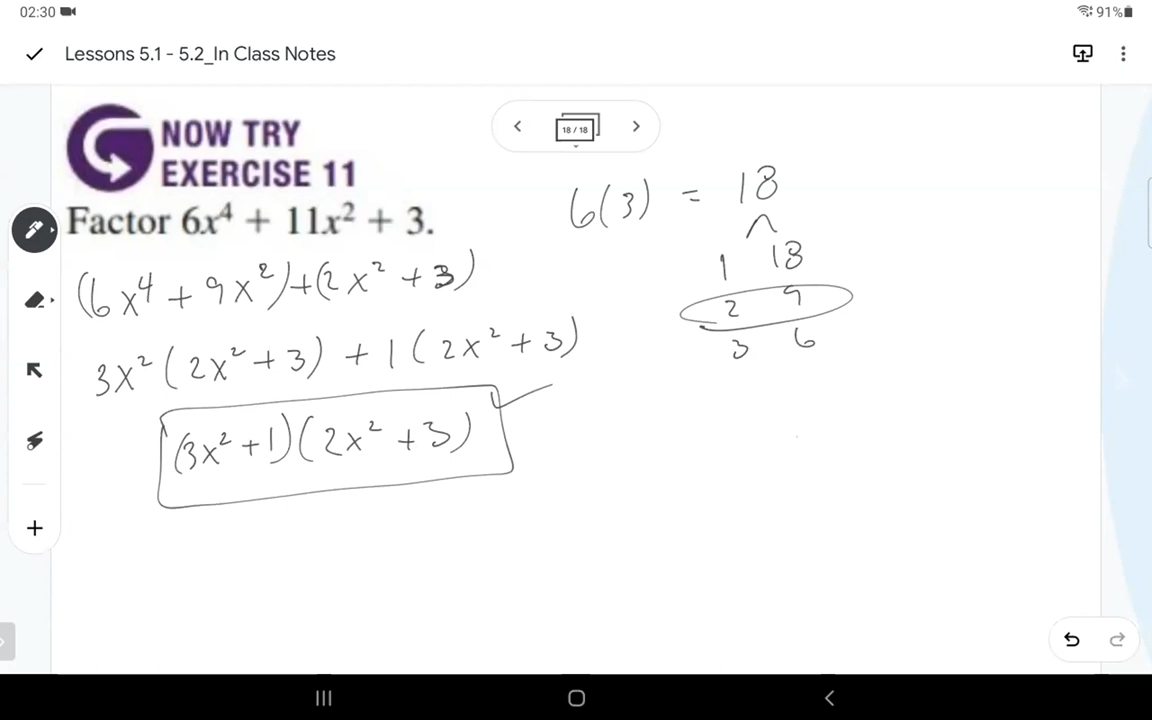 02:30
91%
Lessons 5.1 - 5.2_In Class Notes
18 / 18
NOW TRY
EXERCISE 11
Factor 6x⁴ + 11x² + 3.
(6x⁴ + 9x²)+(2x² + 3)
3x²(2x² + 3) + 1(2x² + 3)
(3x² + 1)(2x² + 3)
6(3) = 18
1 18
2 9
3 6